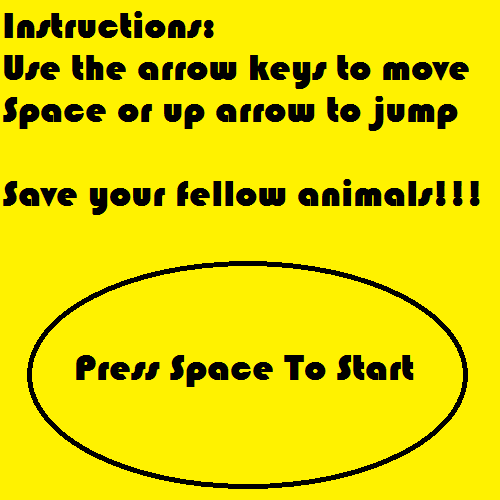 Instructions:
Use the arrow keys to move
Space or up arrow to jump
Save your fellow animals!!!
Press Space To Start